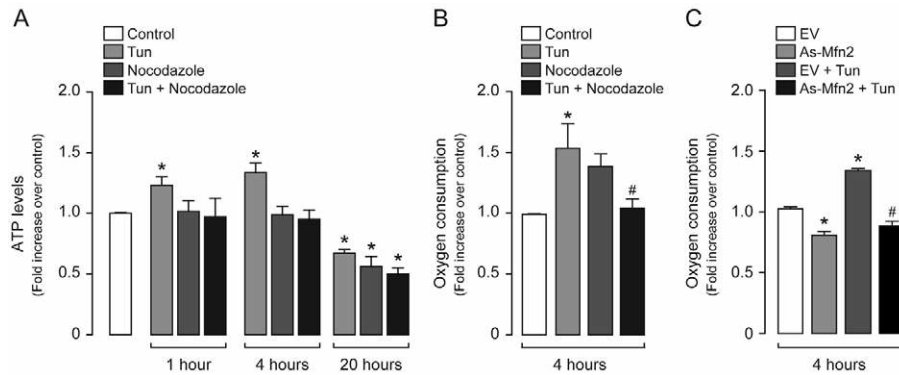 A
Control
Tun
Nocodazole
Tun + Nocodazole
ATP levels
(Fold increase over control)
2.0
1.5
1.0
0.5
0
*
*
*
*
*
1 hour
4 hours
20 hours
B
Control
Tun
Nocodazole
Tun + Nocodazole
Oxygen consumption
(Fold increase over control)
2.0
1.5
1.0
0.5
0
*
#
4 hours
C
EV
As-Mfn2
EV + Tun
As-Mfn2 + Tun
Oxygen consumption
(Fold increase over control)
2.0
1.5
1.0
0.5
0
*
*
#
4 hours